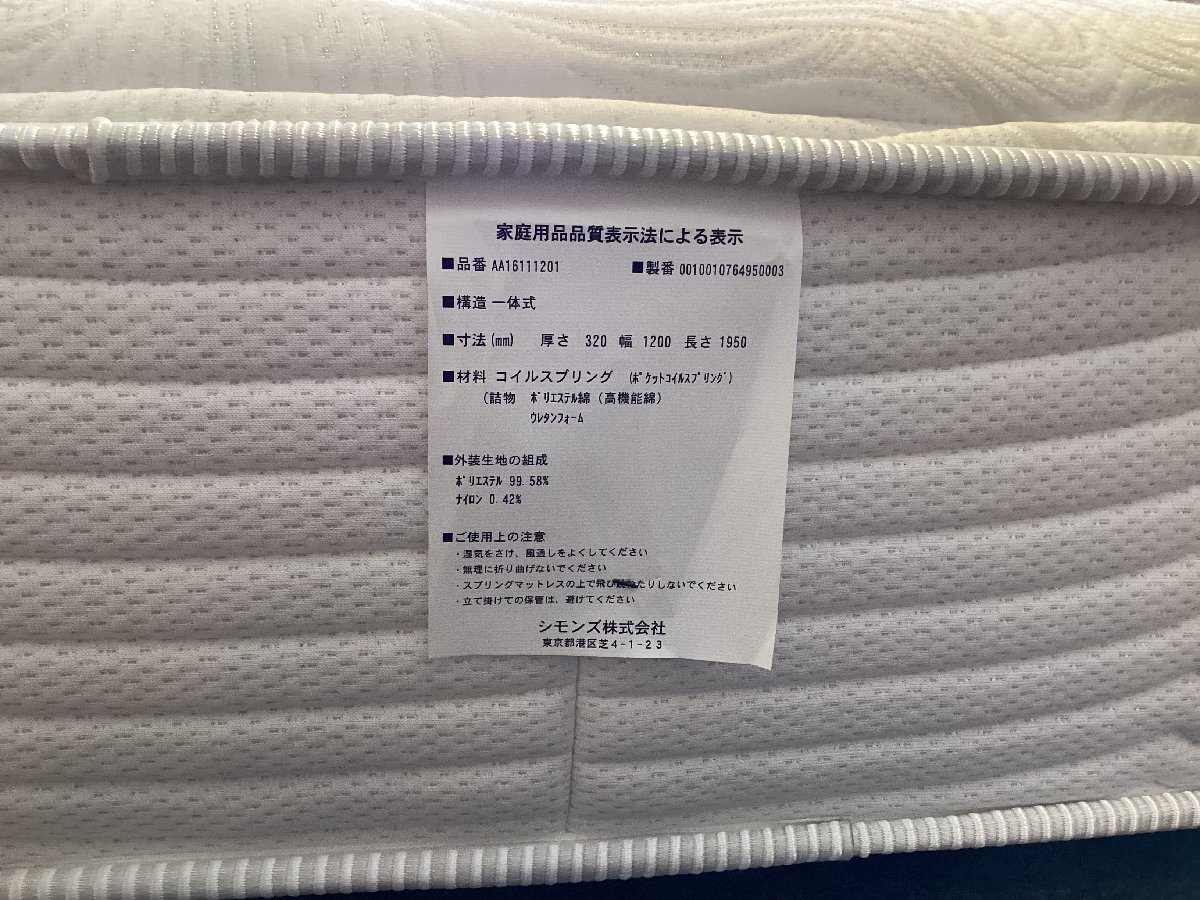 家庭用品品質表示法による表示
■品番 AA16111201 ■製番 0010010764950003
■構造 一体式
■寸法(mm) 厚さ 320 幅 1200 長さ 1950
■材料 コイルスプリング (ポケットコイルスプリング)
(詰物 ポリエステル綿(高機能綿)
ウレタンフォーム
■外装生地の組成
ポリエステル 99.58%
ナイロン 0.42%
■ご使用上の注意
・湿気をさけ、風通しをよくしてください
・無理に折り曲げないでください
・スプリングマットレスの上で飛び跳ねたりしないでください
・立て掛けての保管は、避けてください
シモンズ株式会社
東京都港区芝4-1-23